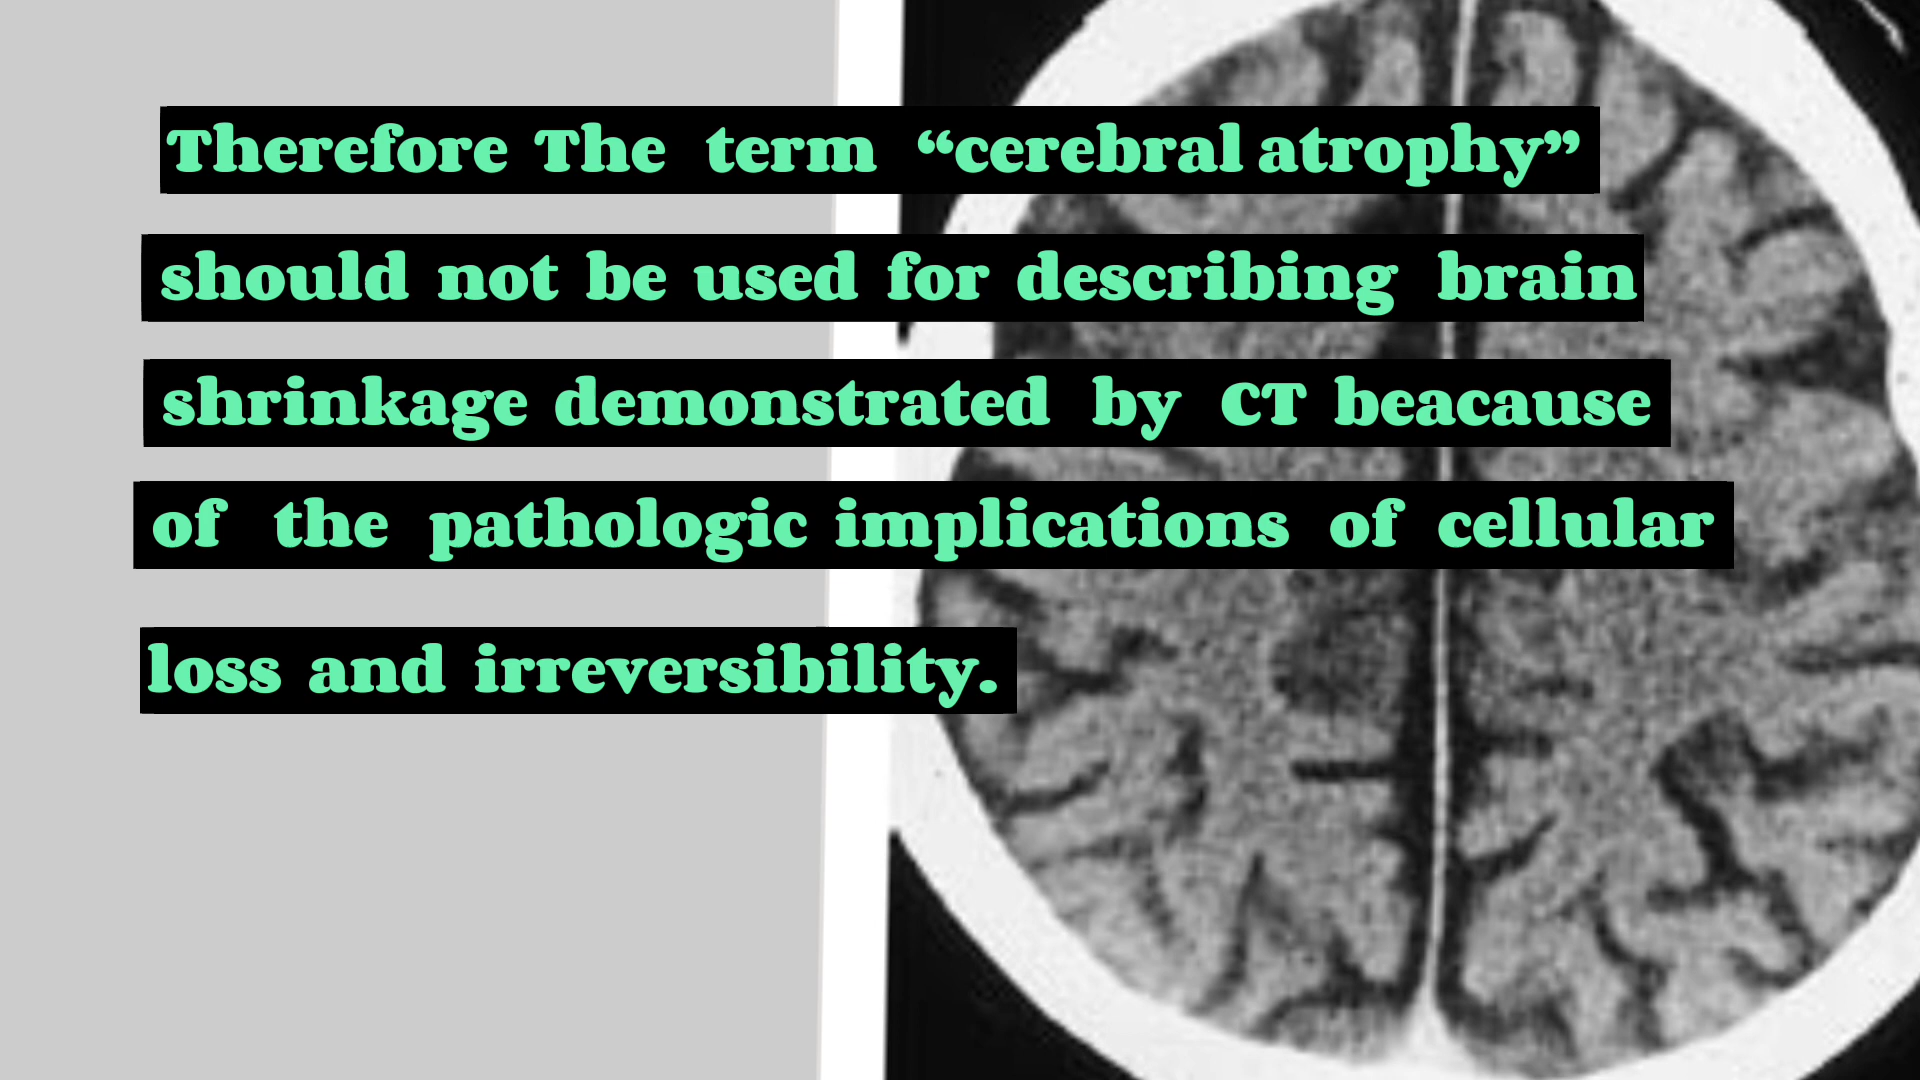 Therefore The term “cerebral atrophy”
should not be used for describing brain
shrinkage demonstrated by CT beacause
of the pathologic implications of cellular
loss and irreversibility.